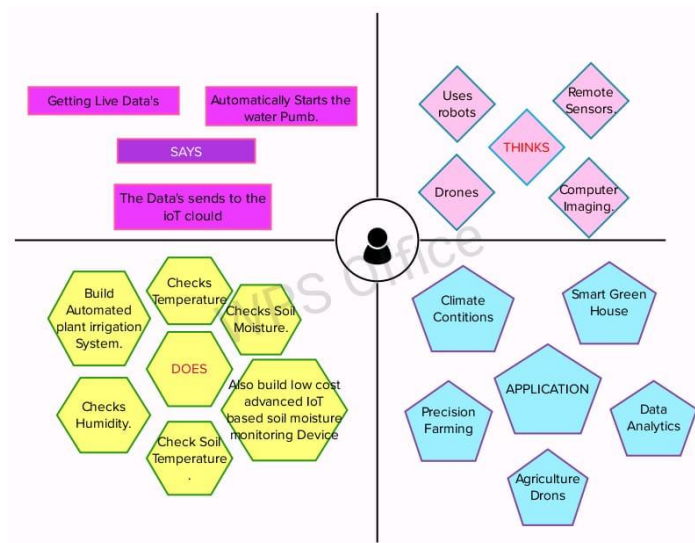 Getting Live Data's
Automatically Starts the
water Pumb.
SAYS
The Data's sends to the
ioT clould
Uses
robots
Remote
Sensors.
THINKS
Drones
Computer
Imaging.
Build
Automated
plant irrigation
System.
Checks
Temperature
Checks Soil
Moisture.
DOES
Checks
Humidity.
Also build low cost
advanced IoT
based soil moisture
monitoring Device
Check Soil
Temperature
.
Climate
Contitions
Smart Green
House
APPLICATION
Precision
Farming
Data
Analytics
Agriculture
Drons
WPS Office